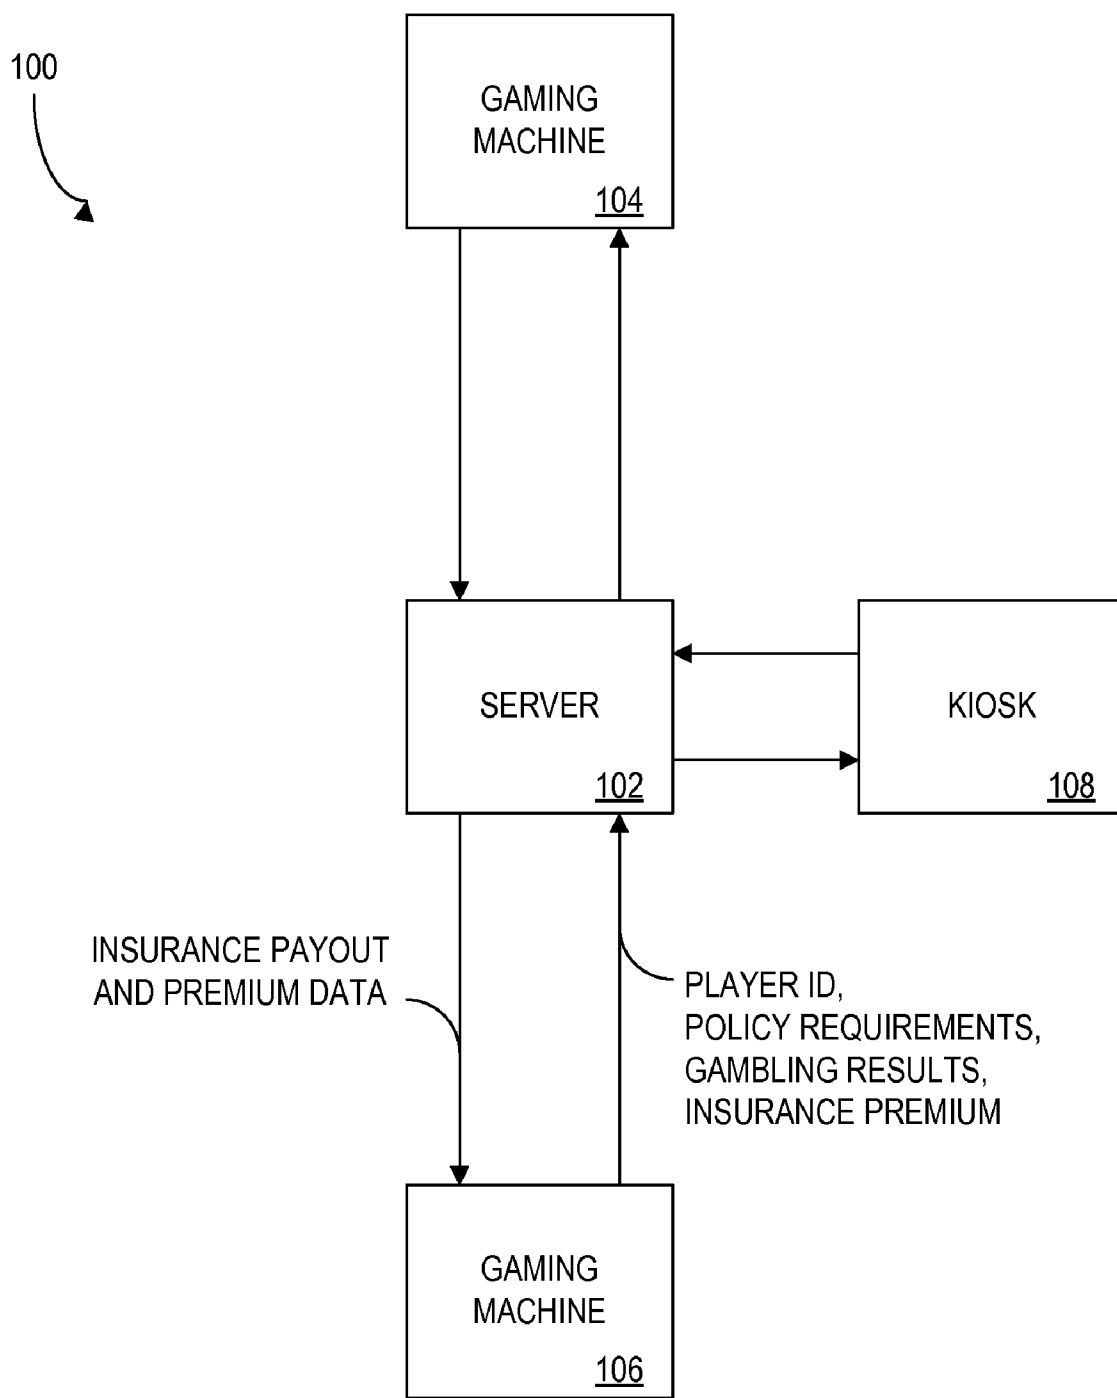 100
GAMING
MACHINE
104
SERVER
102
KIOSK
108
INSURANCE PAYOUT
AND PREMIUM DATA
PLAYER ID,
POLICY REQUIREMENTS,
GAMBLING RESULTS,
INSURANCE PREMIUM
GAMING
MACHINE
106